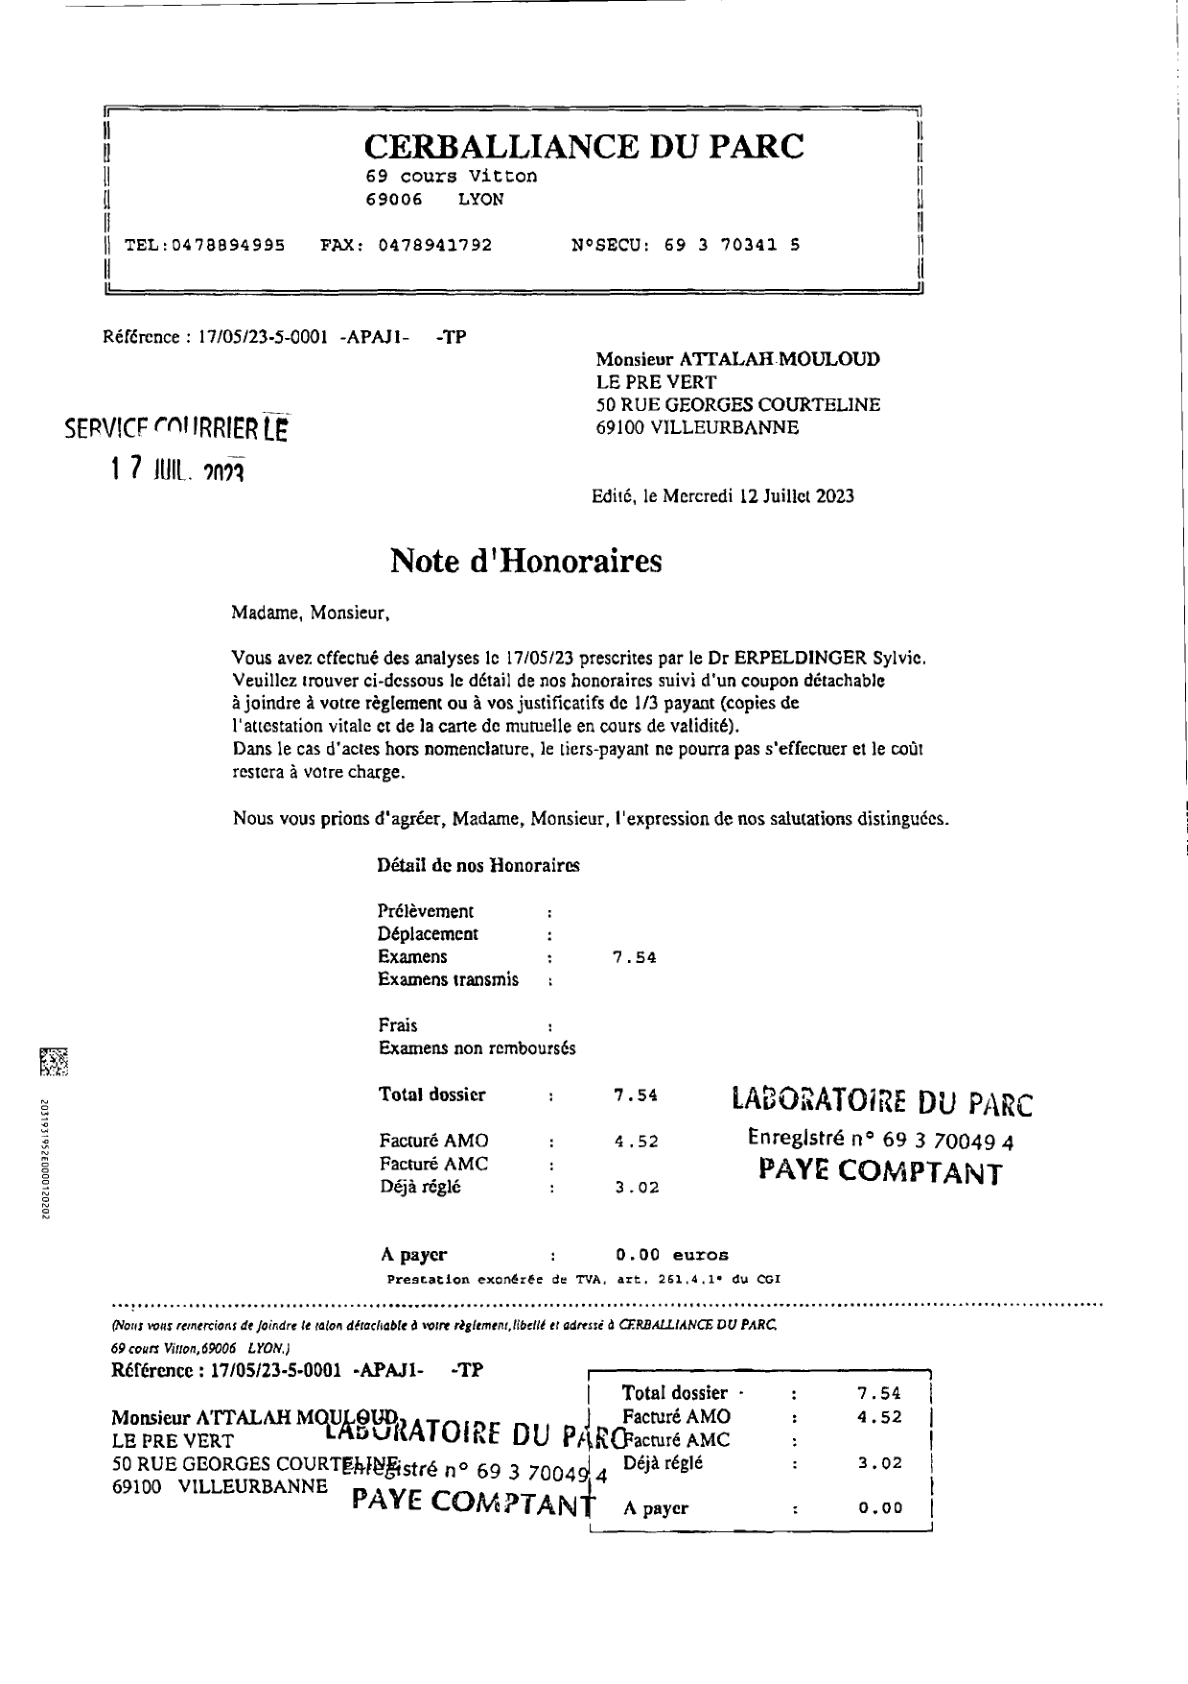 CERBALLIANCE DU PARC
69 cours Vitton
69006 LYON
TEL:0478894995 FAX: 0478941792 N°SECU: 69 3 70341 5
Référence : 17/05/23-5-0001 -APAJ1- -TP
Monsieur ATTALAH MOULOUD
LE PRE VERT
50 RUE GEORGES COURTELINE
69100 VILLEURBANNE
SERVICE COURRIER LE
17 JUIL. 2023
Edité, le Mercredi 12 Juillet 2023
Note d'Honoraires
Madame, Monsieur,
Vous avez effectué des analyses le 17/05/23 prescrites par le Dr ERPELDINGER Sylvie.
Veuillez trouver ci-dessous le détail de nos honoraires suivi d'un coupon détachable
à joindre à votre règlement ou à vos justificatifs de 1/3 payant (copies de
l'attestation vitale et de la carte de mutuelle en cours de validité).
Dans le cas d'actes hors nomenclature, le tiers-payant ne pourra pas s'effectuer et le coût
restera à votre charge.
Nous vous prions d'agréer, Madame, Monsieur, l'expression de nos salutations distinguées.
Détail de nos Honoraires
Prélèvement :
Déplacement :
Examens : 7.54
Examens transmis :
Frais :
Examens non remboursés
Total dossier : 7.54
Facturé AMO : 4.52
Facturé AMC :
Déjà réglé : 3.02
LABORATOIRE DU PARC
Enregistré n° 69 3 70049 4
PAYE COMPTANT
A payer : 0.00 euros
Prestation exonérée de TVA, art. 261.4.1° du CGI
2031931952E0000120202
(Nous vous remercions de joindre le talon détachable à votre règlement,libellé et adressé à CERBALLIANCE DU PARC,
69 cours Vitton,69006 LYON.)
Référence : 17/05/23-5-0001 -APAJ1- -TP
Monsieur ATTALAH MOULOUD
LE PRE VERT
50 RUE GEORGES COURTELINE
69100 VILLEURBANNE
LABORATOIRE DU PARC
Enregistré n° 69 3 70049 4
PAYE COMPTANT
Total dossier : 7.54
Facturé AMO : 4.52
Facturé AMC :
Déjà réglé : 3.02
A payer : 0.00